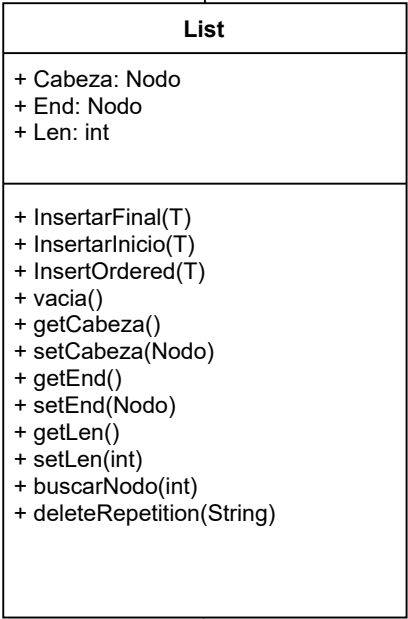 List
+ Cabeza: Nodo
+ End: Nodo
+ Len: int
+ InsertarFinal(T)
+ InsertarInicio(T)
+ InsertOrdered(T)
+ vacia()
+ getCabeza()
+ setCabeza(Nodo)
+ getEnd()
+ setEnd(Nodo)
+ getLen()
+ setLen(int)
+ buscarNodo(int)
+ deleteRepetition(String)